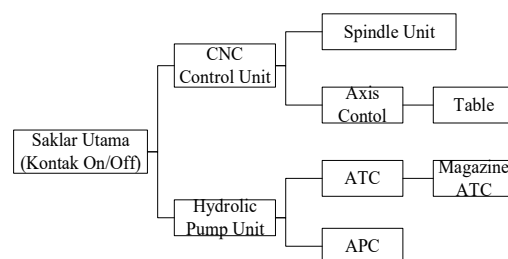 Spindle Unit
CNC
Control Unit
Axis
Contol
Table
Saklar Utama
(Kontak On/Off)
ATC
Magazine
ATC
Hydrolic
Pump Unit
APC